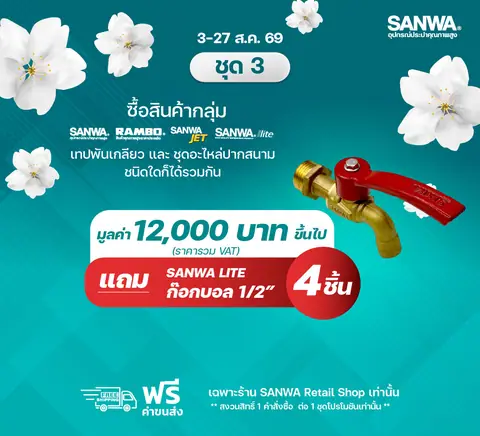 SANWA®
อุปกรณ์ประปาคุณภาพสูง
3-27 ส.ค. 69
ชุด 3
ซื้อสินค้ากลุ่ม
SANWA® RAMBO® SANWA JET SANWA® /lite
เทปพันเกลียว และ ชุดอะไหล่ปากสนาม
ชนิดใดก็ได้รวมกัน
มูลค่า 12,000 บาท ขึ้นไป
(ราคารวม VAT)
แถม SANWA LITE
ก๊อกบอล 1/2” 4 ชิ้น
ฟรี
ค่าขนส่ง
เฉพาะร้าน SANWA Retail Shop เท่านั้น
** สงวนสิทธิ์ 1 คำสั่งซื้อ ต่อ 1 ชุดโปรโมชันเท่านั้น **